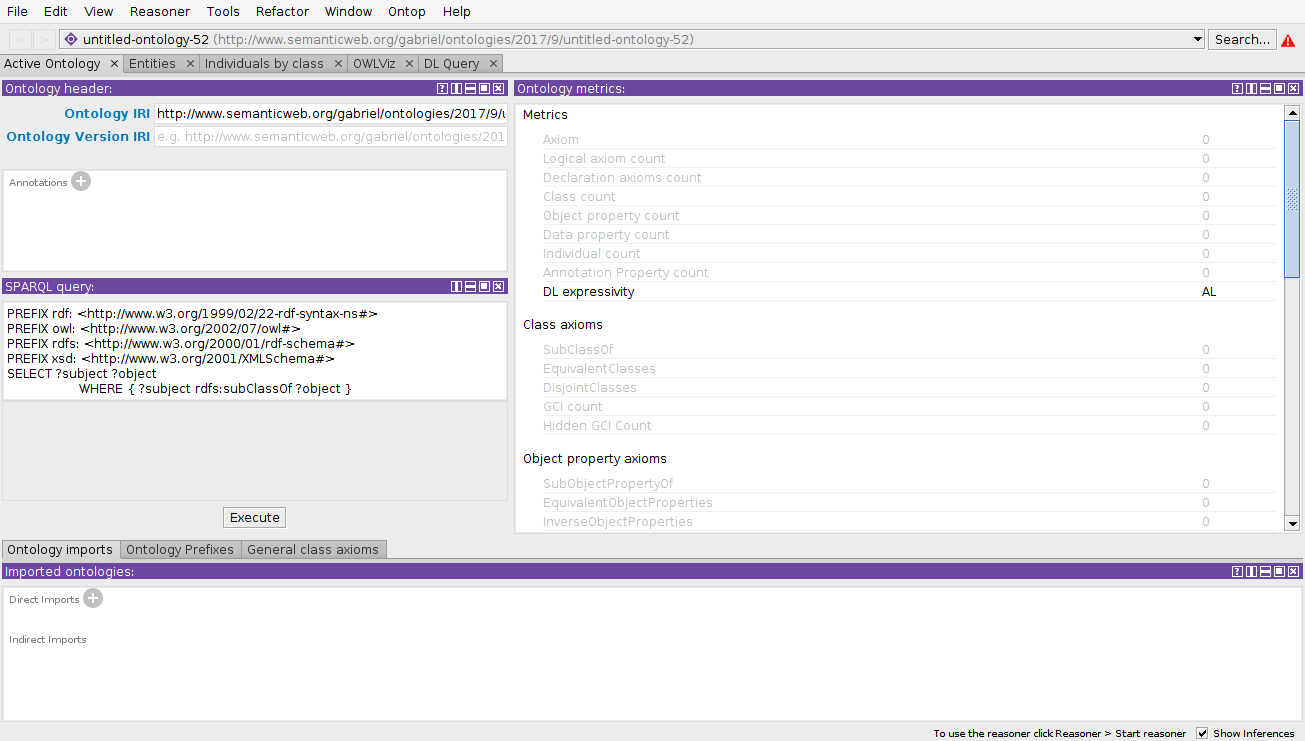 File Edit View Reasoner Tools Refactor Window Ontop Help
< > untitled-ontology-52 (http://www.semanticweb.org/gabriel/ontologies/2017/9/untitled-ontology-52) Search...
Active Ontology × Entities × Individuals by class × OWLViz × DL Query ×
Ontology header:
Ontology IRI http://www.semanticweb.org/gabriel/ontologies/2017/9/u
Ontology Version IRI e.g. http://www.semanticweb.org/gabriel/ontologies/201
Annotations +
SPARQL query:
PREFIX rdf: <http://www.w3.org/1999/02/22-rdf-syntax-ns#>
PREFIX owl: <http://www.w3.org/2002/07/owl#>
PREFIX rdfs: <http://www.w3.org/2000/01/rdf-schema#>
PREFIX xsd: <http://www.w3.org/2001/XMLSchema#>
SELECT ?subject ?object
WHERE { ?subject rdfs:subClassOf ?object }
Execute
Ontology metrics:
Metrics
Axiom 0
Logical axiom count 0
Declaration axioms count 0
Class count 0
Object property count 0
Data property count 0
Individual count 0
Annotation Property count 0
DL expressivity AL
Class axioms
SubClassOf 0
EquivalentClasses 0
DisjointClasses 0
GCI count 0
Hidden GCI Count 0
Object property axioms
SubObjectPropertyOf 0
EquivalentObjectProperties 0
InverseObjectProperties 0
Ontology imports Ontology Prefixes General class axioms
Imported ontologies:
Direct Imports +
Indirect Imports
To use the reasoner click Reasoner > Start reasoner Show Inferences